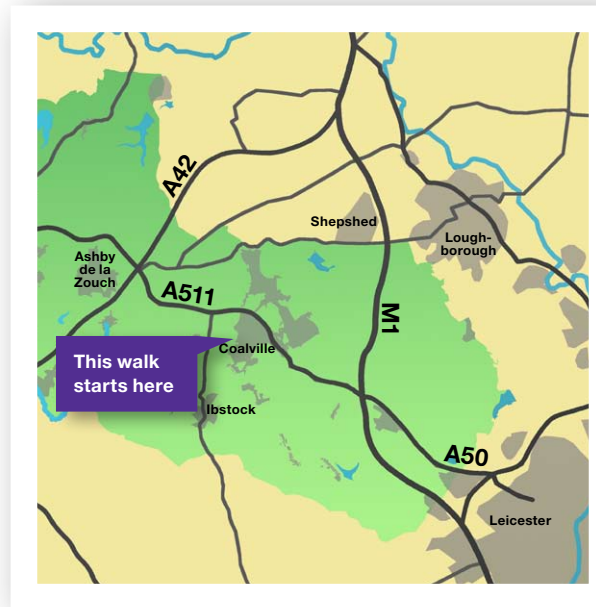 A42
Shepshed
Lough-
borough
Ashby
de la
Zouch
A511
M1
Coalville
This walk
starts here
Ibstock
A50
Leicester